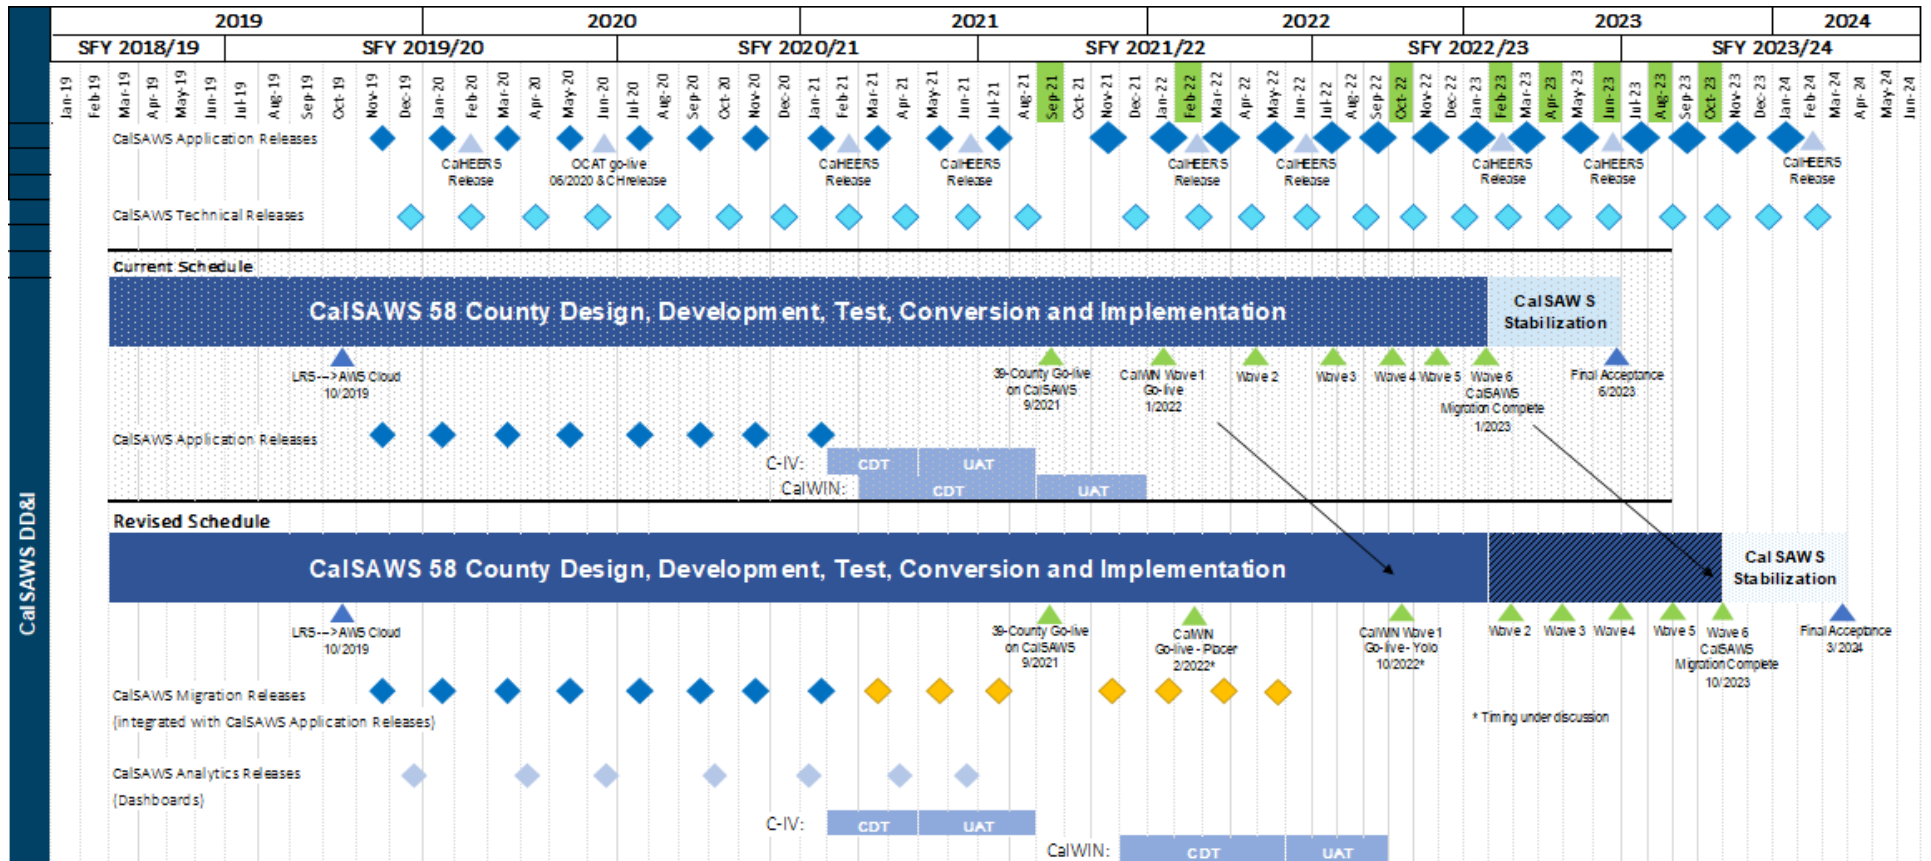 2019 2020 2021 2022 2023 2024
SFY 2018/19 SFY 2019/20 SFY 2020/21 SFY 2021/22 SFY 2022/23 SFY 2023/24
Jan-19 Feb-19 Mar-19 Apr-19 May-19 Jun-19 Jul-19 Aug-19 Sep-19 Oct-19 Nov-19 Dec-19 Jan-20 Feb-20 Mar-20 Apr-20 May-20 Jun-20 Jul-20 Aug-20 Sep-20 Oct-20 Nov-20 Dec-20 Jan-21 Feb-21 Mar-21 Apr-21 May-21 Jun-21 Jul-21 Aug-21 Sep-21 Oct-21 Nov-21 Dec-21 Jan-22 Feb-22 Mar-22 Apr-22 May-22 Jun-22 Jul-22 Aug-22 Sep-22 Oct-22 Nov-22 Dec-22 Jan-23 Feb-23 Mar-23 Apr-23 May-23 Jun-23 Jul-23 Aug-23 Sep-23 Oct-23 Nov-23 Dec-23 Jan-24 Feb-24 Mar-24 Apr-24 May-24 Jun-24
CalSAWS DD&I
CalSAWS Application Releases
CalHEERS Release
OCAT go-live
06/2020 & CH release
CalHEERS Release
CalHEERS Release
CalHEERS Release
CalHEERS Release
CalHEERS Release
CalHEERS Release
CalHEERS Release
CalSAWS Technical Releases
Current Schedule
CalSAWS 58 County Design, Development, Test, Conversion and Implementation
CalSAWS
Stabilization
LRS--->AWS Cloud
10/2019
39-County Go-live
on CalSAWS
9/2021
CalWIN Wave 1
Go-live
1/2022
Wave 2
Wave 3
Wave 4
Wave 5
Wave 6
CalSAWS
Migration Complete
1/2023
Final Acceptance
6/2023
CalSAWS Application Releases
C-IV: CDT UAT
CalWIN: CDT UAT
Revised Schedule
CalSAWS 58 County Design, Development, Test, Conversion and Implementation
CalSAWS
Stabilization
LRS--->AWS Cloud
10/2019
39-County Go-live
on CalSAWS
9/2021
CalWIN
Go-live - Placer
2/2022*
CalWIN Wave 1
Go-live - Yolo
10/2022*
Wave 2
Wave 3
Wave 4
Wave 5
Wave 6
CalSAWS
Migration Complete
10/2023
Final Acceptance
3/2024
CalSAWS Migration Releases
(integrated with CalSAWS Application Releases)
* Timing under discussion
CalSAWS Analytics Releases
(Dashboards)
C-IV: CDT UAT
CalWIN: CDT UAT